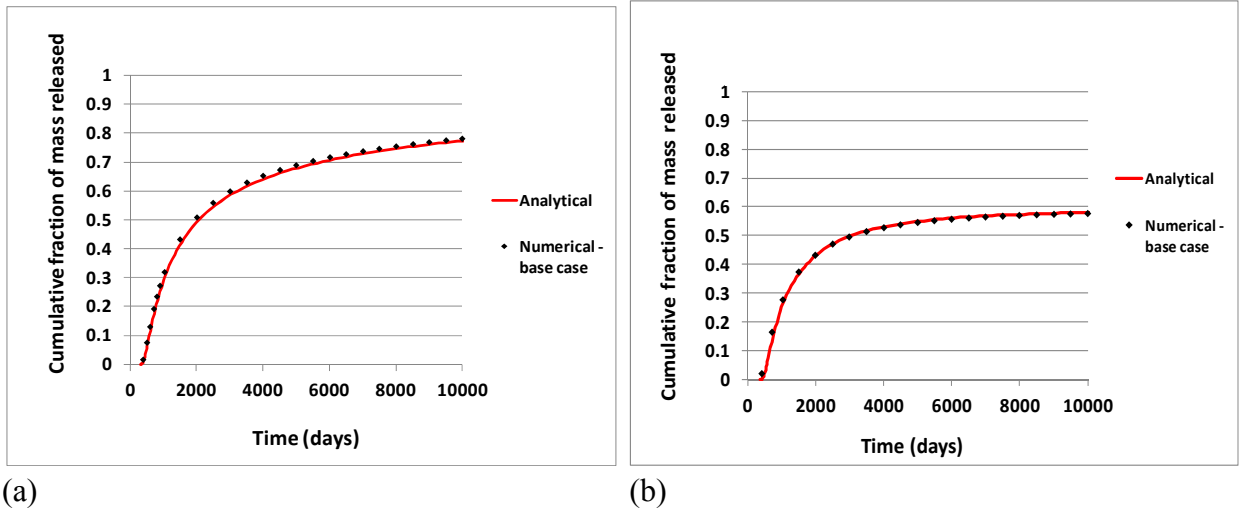 Cumulative fraction of mass released
1
0.9
0.8
0.7
0.6
0.5
0.4
0.3
0.2
0.1
0
0 2000 4000 6000 8000 10000
Time (days)
Analytical
Numerical -
base case
(a)
Cumulative fraction of mass released
1
0.9
0.8
0.7
0.6
0.5
0.4
0.3
0.2
0.1
0
0 2000 4000 6000 8000 10000
Time (days)
Analytical
Numerical -
base case
(b)